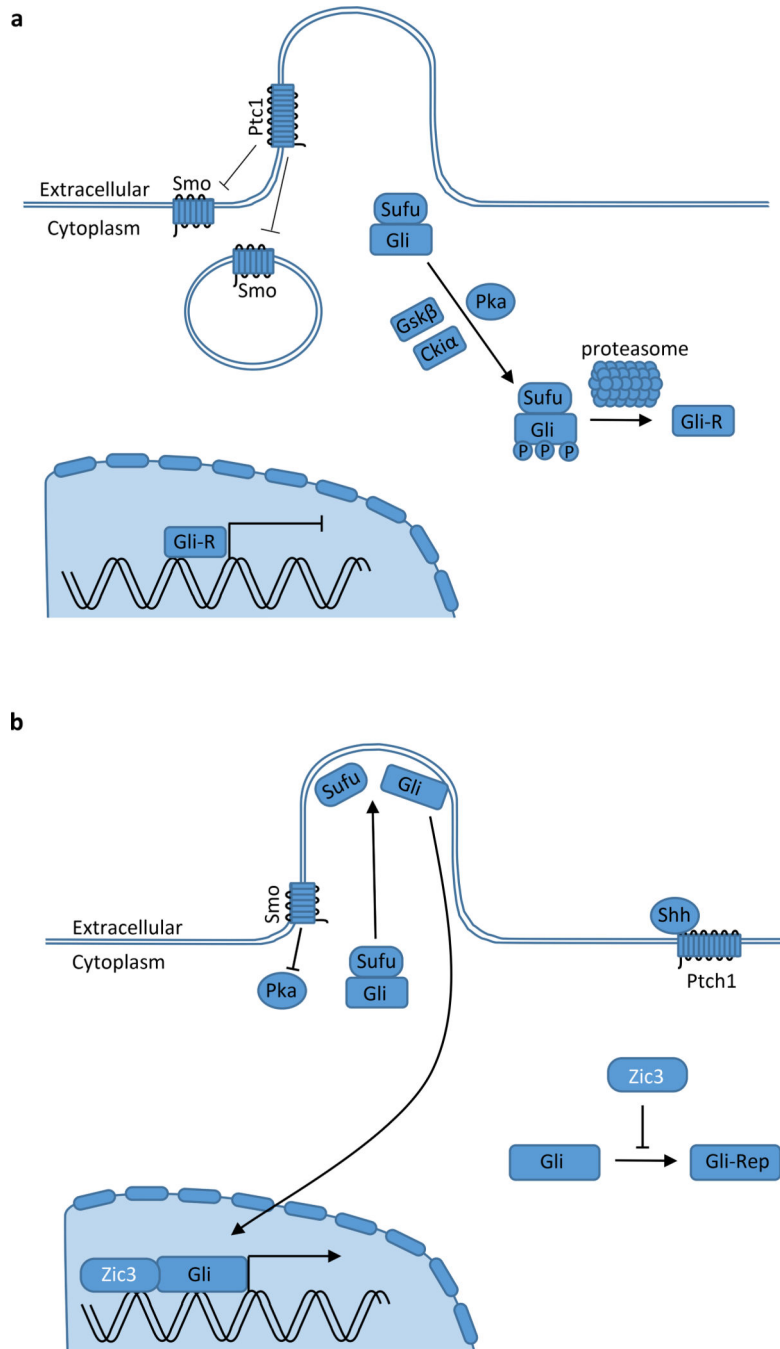 a
Ptc1
Extracellular
Smo
Cytoplasm
Sufu
Gli
Smo
Pka
Gskβ
Ckiα
proteasome
Sufu
Gli
Gli-R
P P P
Gli-R
b
Sufu
Gli
Smo
Shh
Extracellular
Cytoplasm
Sufu
Pka
Gli
Ptch1
Zic3
Gli
Gli-Rep
Zic3
Gli